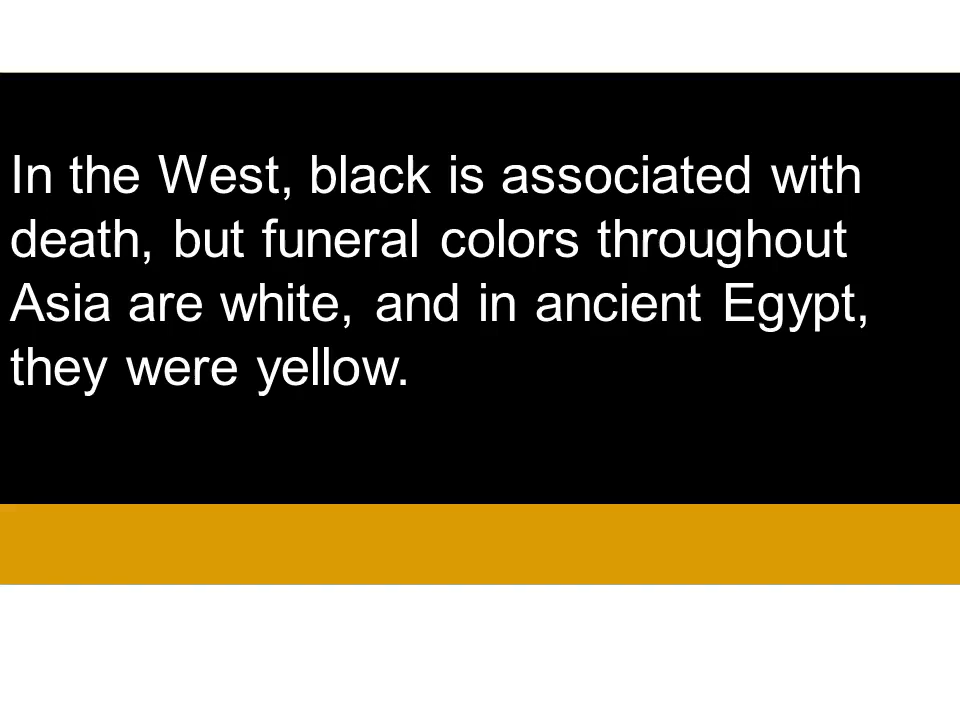 In the West, black is associated with
death, but funeral colors throughout
Asia are white, and in ancient Egypt,
they were yellow.